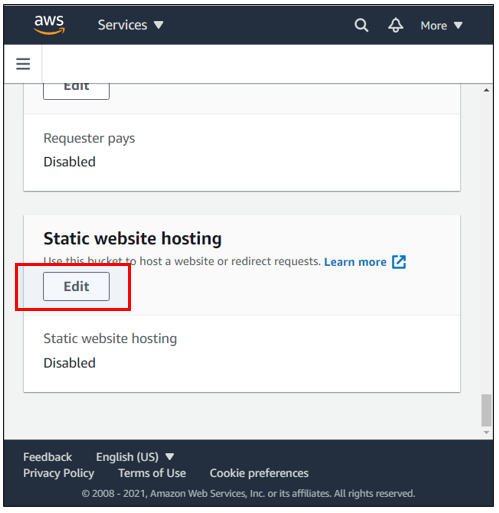 aws
Services ▼
More ▼
Edit
Requester pays
Disabled
Static website hosting
Use this bucket to host a website or redirect requests. Learn more
Edit
Static website hosting
Disabled
Feedback English (US) ▼
Privacy Policy Terms of Use Cookie preferences
© 2008 - 2021, Amazon Web Services, Inc. or its affiliates. All rights reserved.